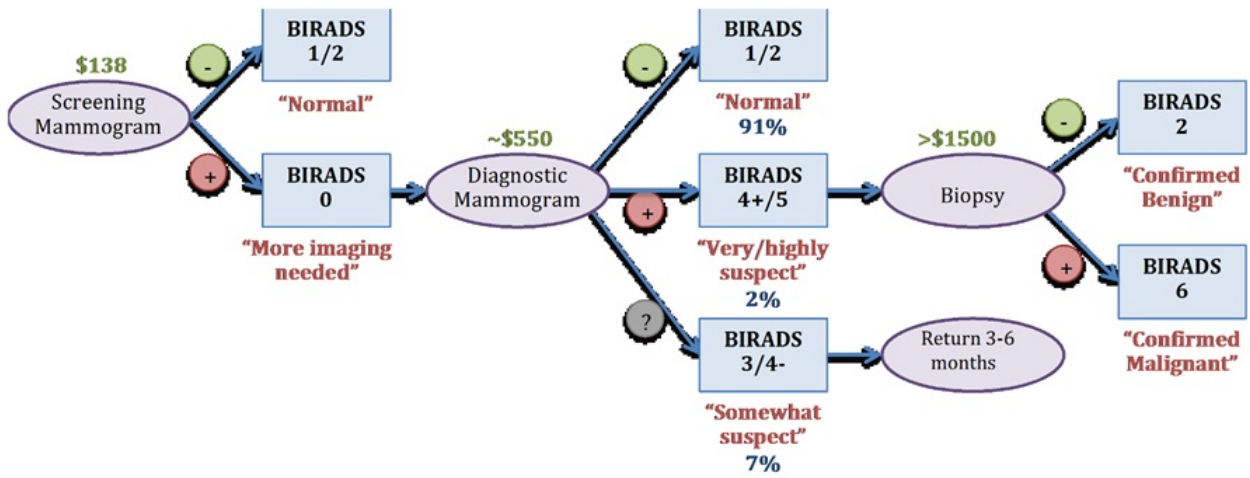 $138
Screening
Mammogram
-
+
BIRADS
1/2
“Normal”
BIRADS
0
“More imaging
needed”
~$550
Diagnostic
Mammogram
-
+
?
BIRADS
1/2
“Normal”
91%
BIRADS
4+/5
“Very/highly
suspect”
2%
BIRADS
3/4-
“Somewhat
suspect”
7%
>$1500
Biopsy
Return 3-6
months
-
+
BIRADS
2
“Confirmed
Benign”
BIRADS
6
“Confirmed
Malignant”